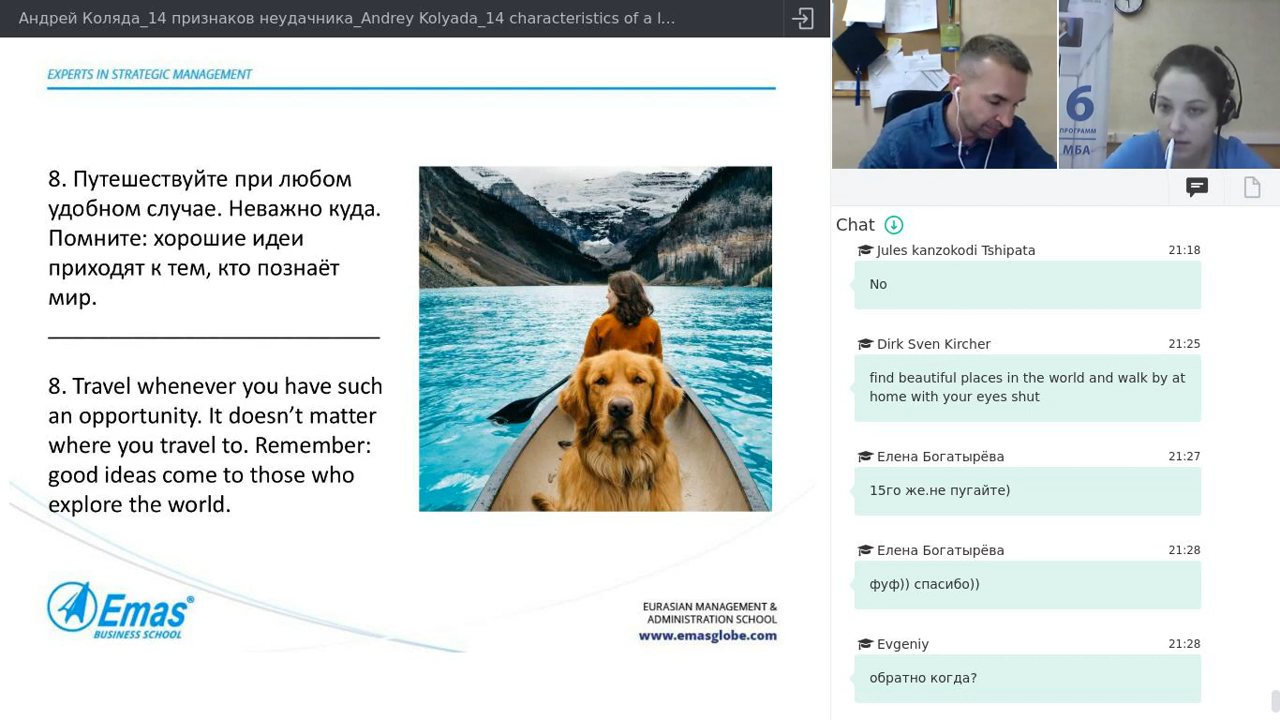 Андрей Коляда_14 признаков неудачника_Andrey Kolyada_14 characteristics of a l...
EXPERTS IN STRATEGIC MANAGEMENT
8. Путешествуйте при любом
удобном случае. Неважно куда.
Помните: хорошие идеи
приходят к тем, кто познаёт
мир.
8. Travel whenever you have such
an opportunity. It doesn’t matter
where you travel to. Remember:
good ideas come to those who
explore the world.
Emas®
BUSINESS SCHOOL
EURASIAN MANAGEMENT &
ADMINISTRATION SCHOOL
www.emasglobe.com
6
ПРОГРАММ
МБА
Chat
Jules kanzokodi Tshipata 21:18
No
Dirk Sven Kircher 21:25
find beautiful places in the world and walk by at
home with your eyes shut
Елена Богатырёва 21:27
15го же.не пугайте)
Елена Богатырёва 21:28
фуф)) спасибо))
Evgeniy 21:28
обратно когда?